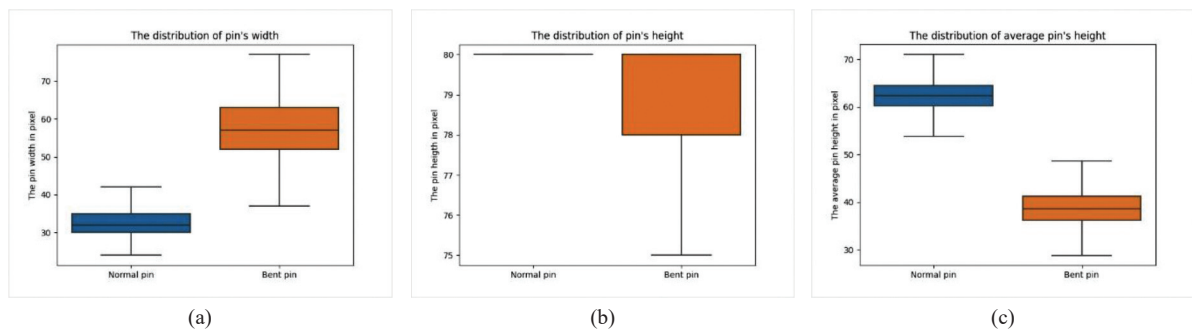 The distribution of pin's width
The pin width in pixel
70
60
50
40
30
Normal pin
Bent pin
(a)
The distribution of pin's height
The pin heigth in pixel
80
79
78
77
76
75
Normal pin
Bent pin
(b)
The distribution of average pin's height
The average pin height in pixel
70
60
50
40
30
Normal pin
Bent pin
(c)